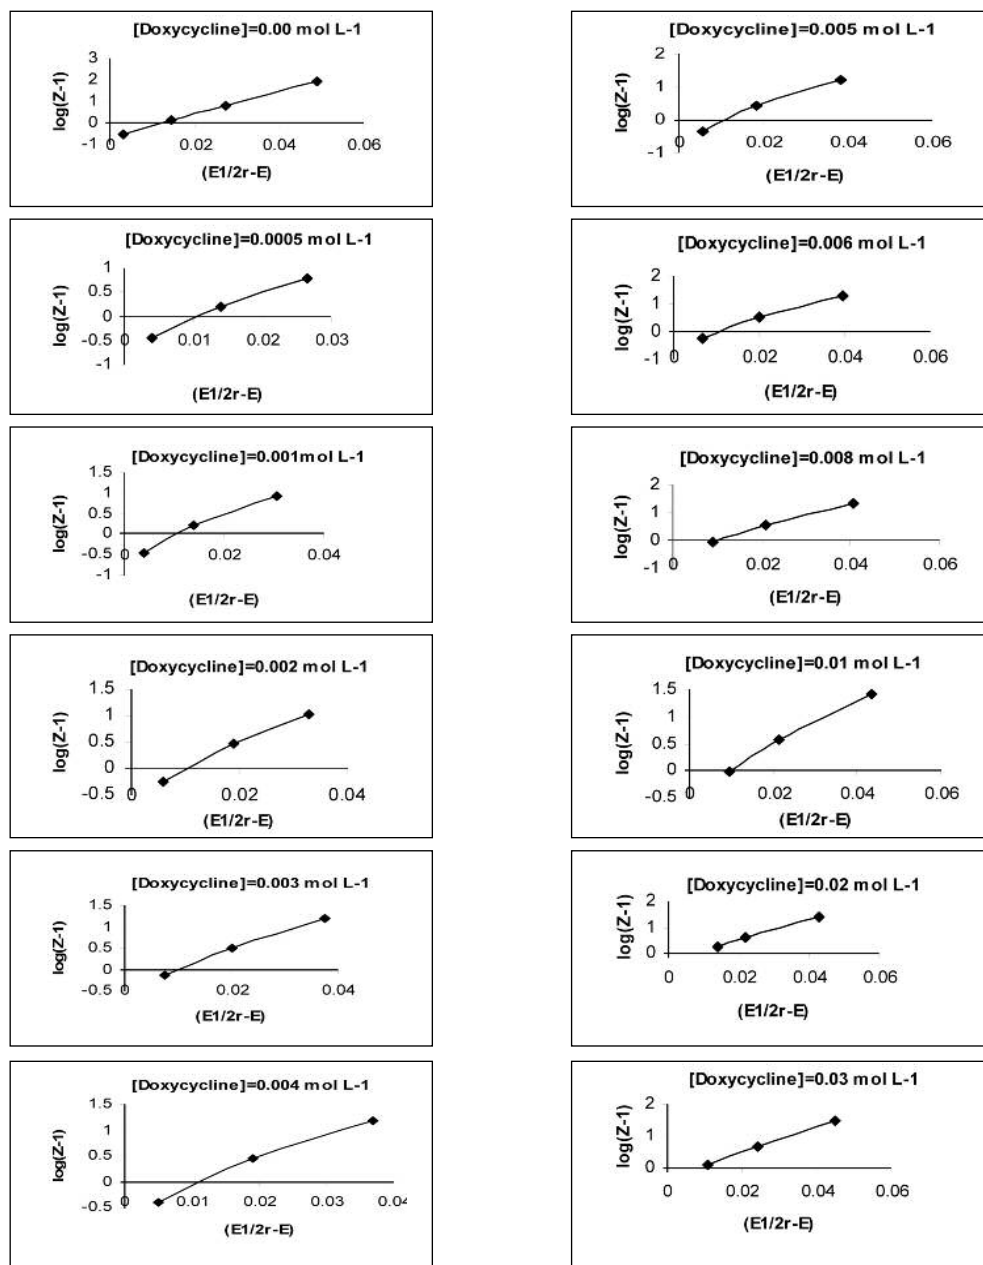 [Doxycycline]=0.00 mol L-1
3
2
1
0
-1
0
0.02
0.04
0.06
log(Z-1)
(E1/2r-E)
[Doxycycline]=0.0005 mol L-1
1
0.5
0
-0.5
-1
0
0.01
0.02
0.03
log(Z-1)
(E1/2r-E)
[Doxycycline]=0.001mol L-1
1.5
1
0.5
0
-0.5
-1
0
0.02
0.04
log(Z-1)
(E1/2r-E)
[Doxycycline]=0.002 mol L-1
1.5
1
0.5
0
-0.5
0
0.02
0.04
log(Z-1)
(E1/2r-E)
[Doxycycline]=0.003 mol L-1
1.5
1
0.5
0
-0.5
0
0.02
0.04
log(Z-1)
(E1/2r-E)
[Doxycycline]=0.004 mol L-1
1.5
1
0.5
0
-0.5
0
0.01
0.02
0.03
0.04
log(Z-1)
(E1/2r-E)
[Doxycycline]=0.005 mol L-1
2
1
0
-1
0
0.02
0.04
0.06
log(Z-1)
(E1/2r-E)
[Doxycycline]=0.006 mol L-1
2
1
0
-1
0
0.02
0.04
0.06
log(Z-1)
(E1/2r-E)
[Doxycycline]=0.008 mol L-1
2
1
0
-1
0
0.02
0.04
0.06
log(Z-1)
(E1/2r-E)
[Doxycycline]=0.01 mol L-1
1.5
1
0.5
0
-0.5
0
0.02
0.04
0.06
log(Z-1)
(E1/2r-E)
[Doxycycline]=0.02 mol L-1
2
1
0
0
0.02
0.04
0.06
log(Z-1)
(E1/2r-E)
[Doxycycline]=0.03 mol L-1
2
1
0
0
0.02
0.04
0.06
log(Z-1)
(E1/2r-E)